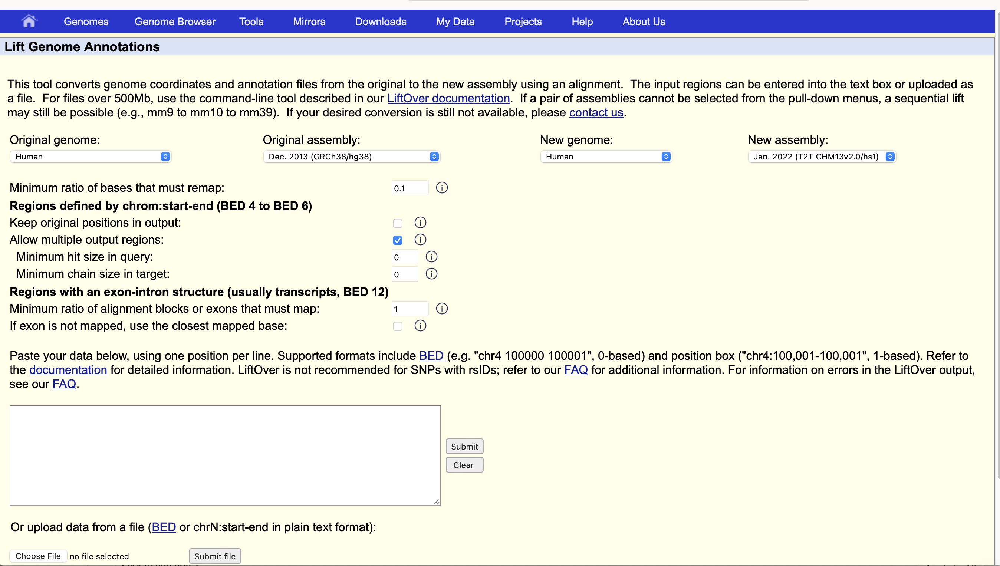 Genomes Genome Browser Tools Mirrors Downloads My Data Projects Help About Us
Lift Genome Annotations
This tool converts genome coordinates and annotation files from the original to the new assembly using an alignment.  The input regions can be entered into the text box or uploaded as
a file.  For files over 500Mb, use the command-line tool described in our LiftOver documentation.  If a pair of assemblies cannot be selected from the pull-down menus, a sequential lift
may still be possible (e.g., mm9 to mm10 to mm39).  If your desired conversion is still not available, please contact us.
Original genome: Original assembly: New genome: New assembly:
Human Dec. 2013 (GRCh38/hg38) Human Jan. 2022 (T2T CHM13v2.0/hs1)
Minimum ratio of bases that must remap: 0.1
Regions defined by chrom:start-end (BED 4 to BED 6)
Keep original positions in output:
Allow multiple output regions:
Minimum hit size in query: 0
Minimum chain size in target: 0
Regions with an exon-intron structure (usually transcripts, BED 12)
Minimum ratio of alignment blocks or exons that must map: 1
If exon is not mapped, use the closest mapped base:
Paste your data below, using one position per line. Supported formats include BED (e.g. "chr4 100000 100001", 0-based) and position box ("chr4:100,001-100,001", 1-based). Refer to
the documentation for detailed information. LiftOver is not recommended for SNPs with rsIDs; refer to our FAQ for additional information. For information on errors in the LiftOver output,
see our FAQ.
Submit
Clear
Or upload data from a file (BED or chrN:start-end in plain text format):
Choose File no file selected Submit file